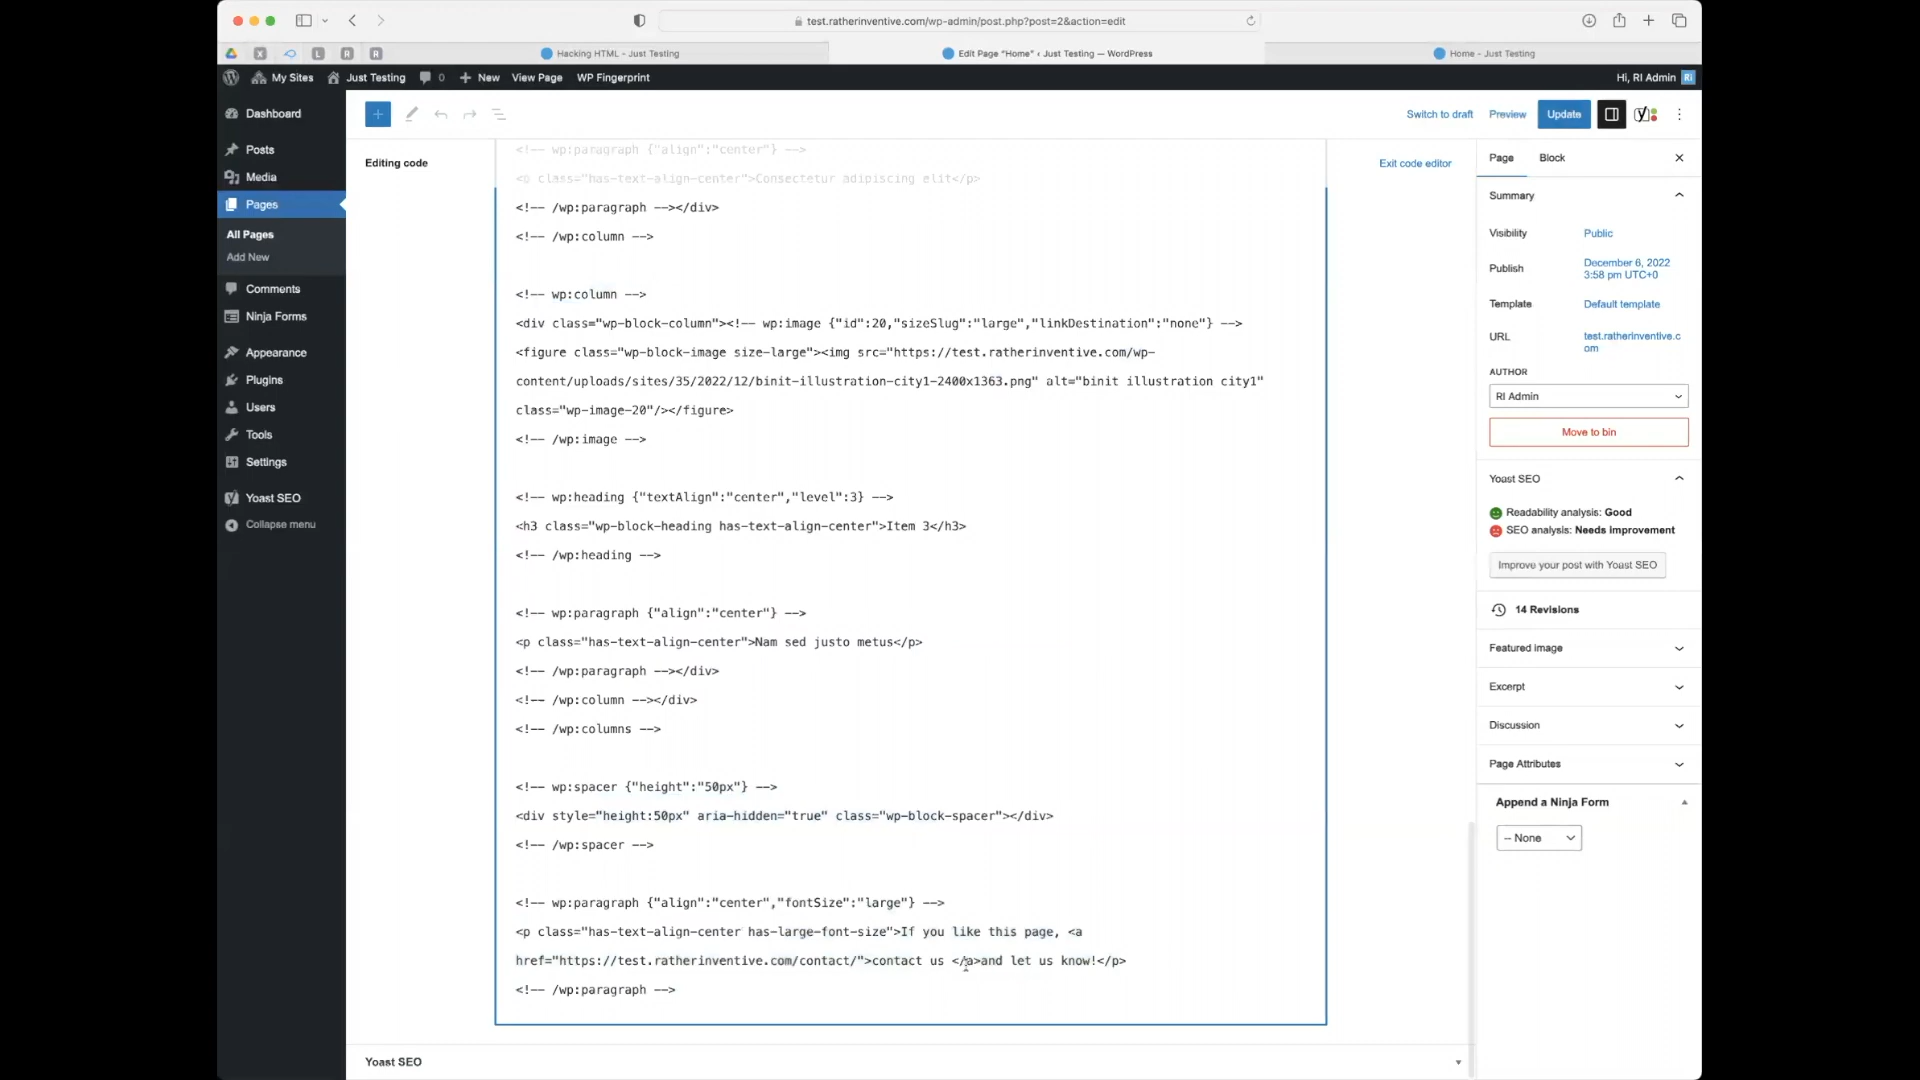 test.ratherinventive.com/wp-admin/post.php?post=2&action=edit
X L R R
Hacking HTML - Just Testing
Edit Page “Home” ‹ Just Testing — WordPress
Home - Just Testing
My Sites Just Testing 0 New View Page WP Fingerprint
Hi, RI Admin RI
Dashboard
Posts
Media
Pages
All Pages
Add New
Comments
Ninja Forms
Appearance
Plugins
Users
Tools
Settings
Yoast SEO
Collapse menu
Switch to draft Preview Update
Editing code
Exit code editor
<!-- wp:paragraph {"align":"center"} -->
<p class="has-text-align-center">Consectetur adipiscing elit</p>
<!-- /wp:paragraph --></div>
<!-- /wp:column -->
<!-- wp:column -->
<div class="wp-block-column"><!-- wp:image {"id":20,"sizeSlug":"large","linkDestination":"none"} -->
<figure class="wp-block-image size-large"><img src="https://test.ratherinventive.com/wp-
content/uploads/sites/35/2022/12/binit-illustration-city1-2400x1363.png" alt="binit illustration city1"
class="wp-image-20"/></figure>
<!-- /wp:image -->
<!-- wp:heading {"textAlign":"center","level":3} -->
<h3 class="wp-block-heading has-text-align-center">Item 3</h3>
<!-- /wp:heading -->
<!-- wp:paragraph {"align":"center"} -->
<p class="has-text-align-center">Nam sed justo metus</p>
<!-- /wp:paragraph --></div>
<!-- /wp:column --></div>
<!-- /wp:columns -->
<!-- wp:spacer {"height":"50px"} -->
<div style="height:50px" aria-hidden="true" class="wp-block-spacer"></div>
<!-- /wp:spacer -->
<!-- wp:paragraph {"align":"center","fontSize":"large"} -->
<p class="has-text-align-center has-large-font-size">If you like this page, <a
href="https://test.ratherinventive.com/contact/">contact us </a>and let us know!</p>
<!-- /wp:paragraph -->
Yoast SEO
Page Block
Summary
Visibility Public
Publish December 6, 2022
3:58 pm UTC+0
Template Default template
URL test.ratherinventive.c
om
AUTHOR
RI Admin
Move to bin
Yoast SEO
Readability analysis: Good
SEO analysis: Needs improvement
Improve your post with Yoast SEO
14 Revisions
Featured image
Excerpt
Discussion
Page Attributes
Append a Ninja Form
-- None